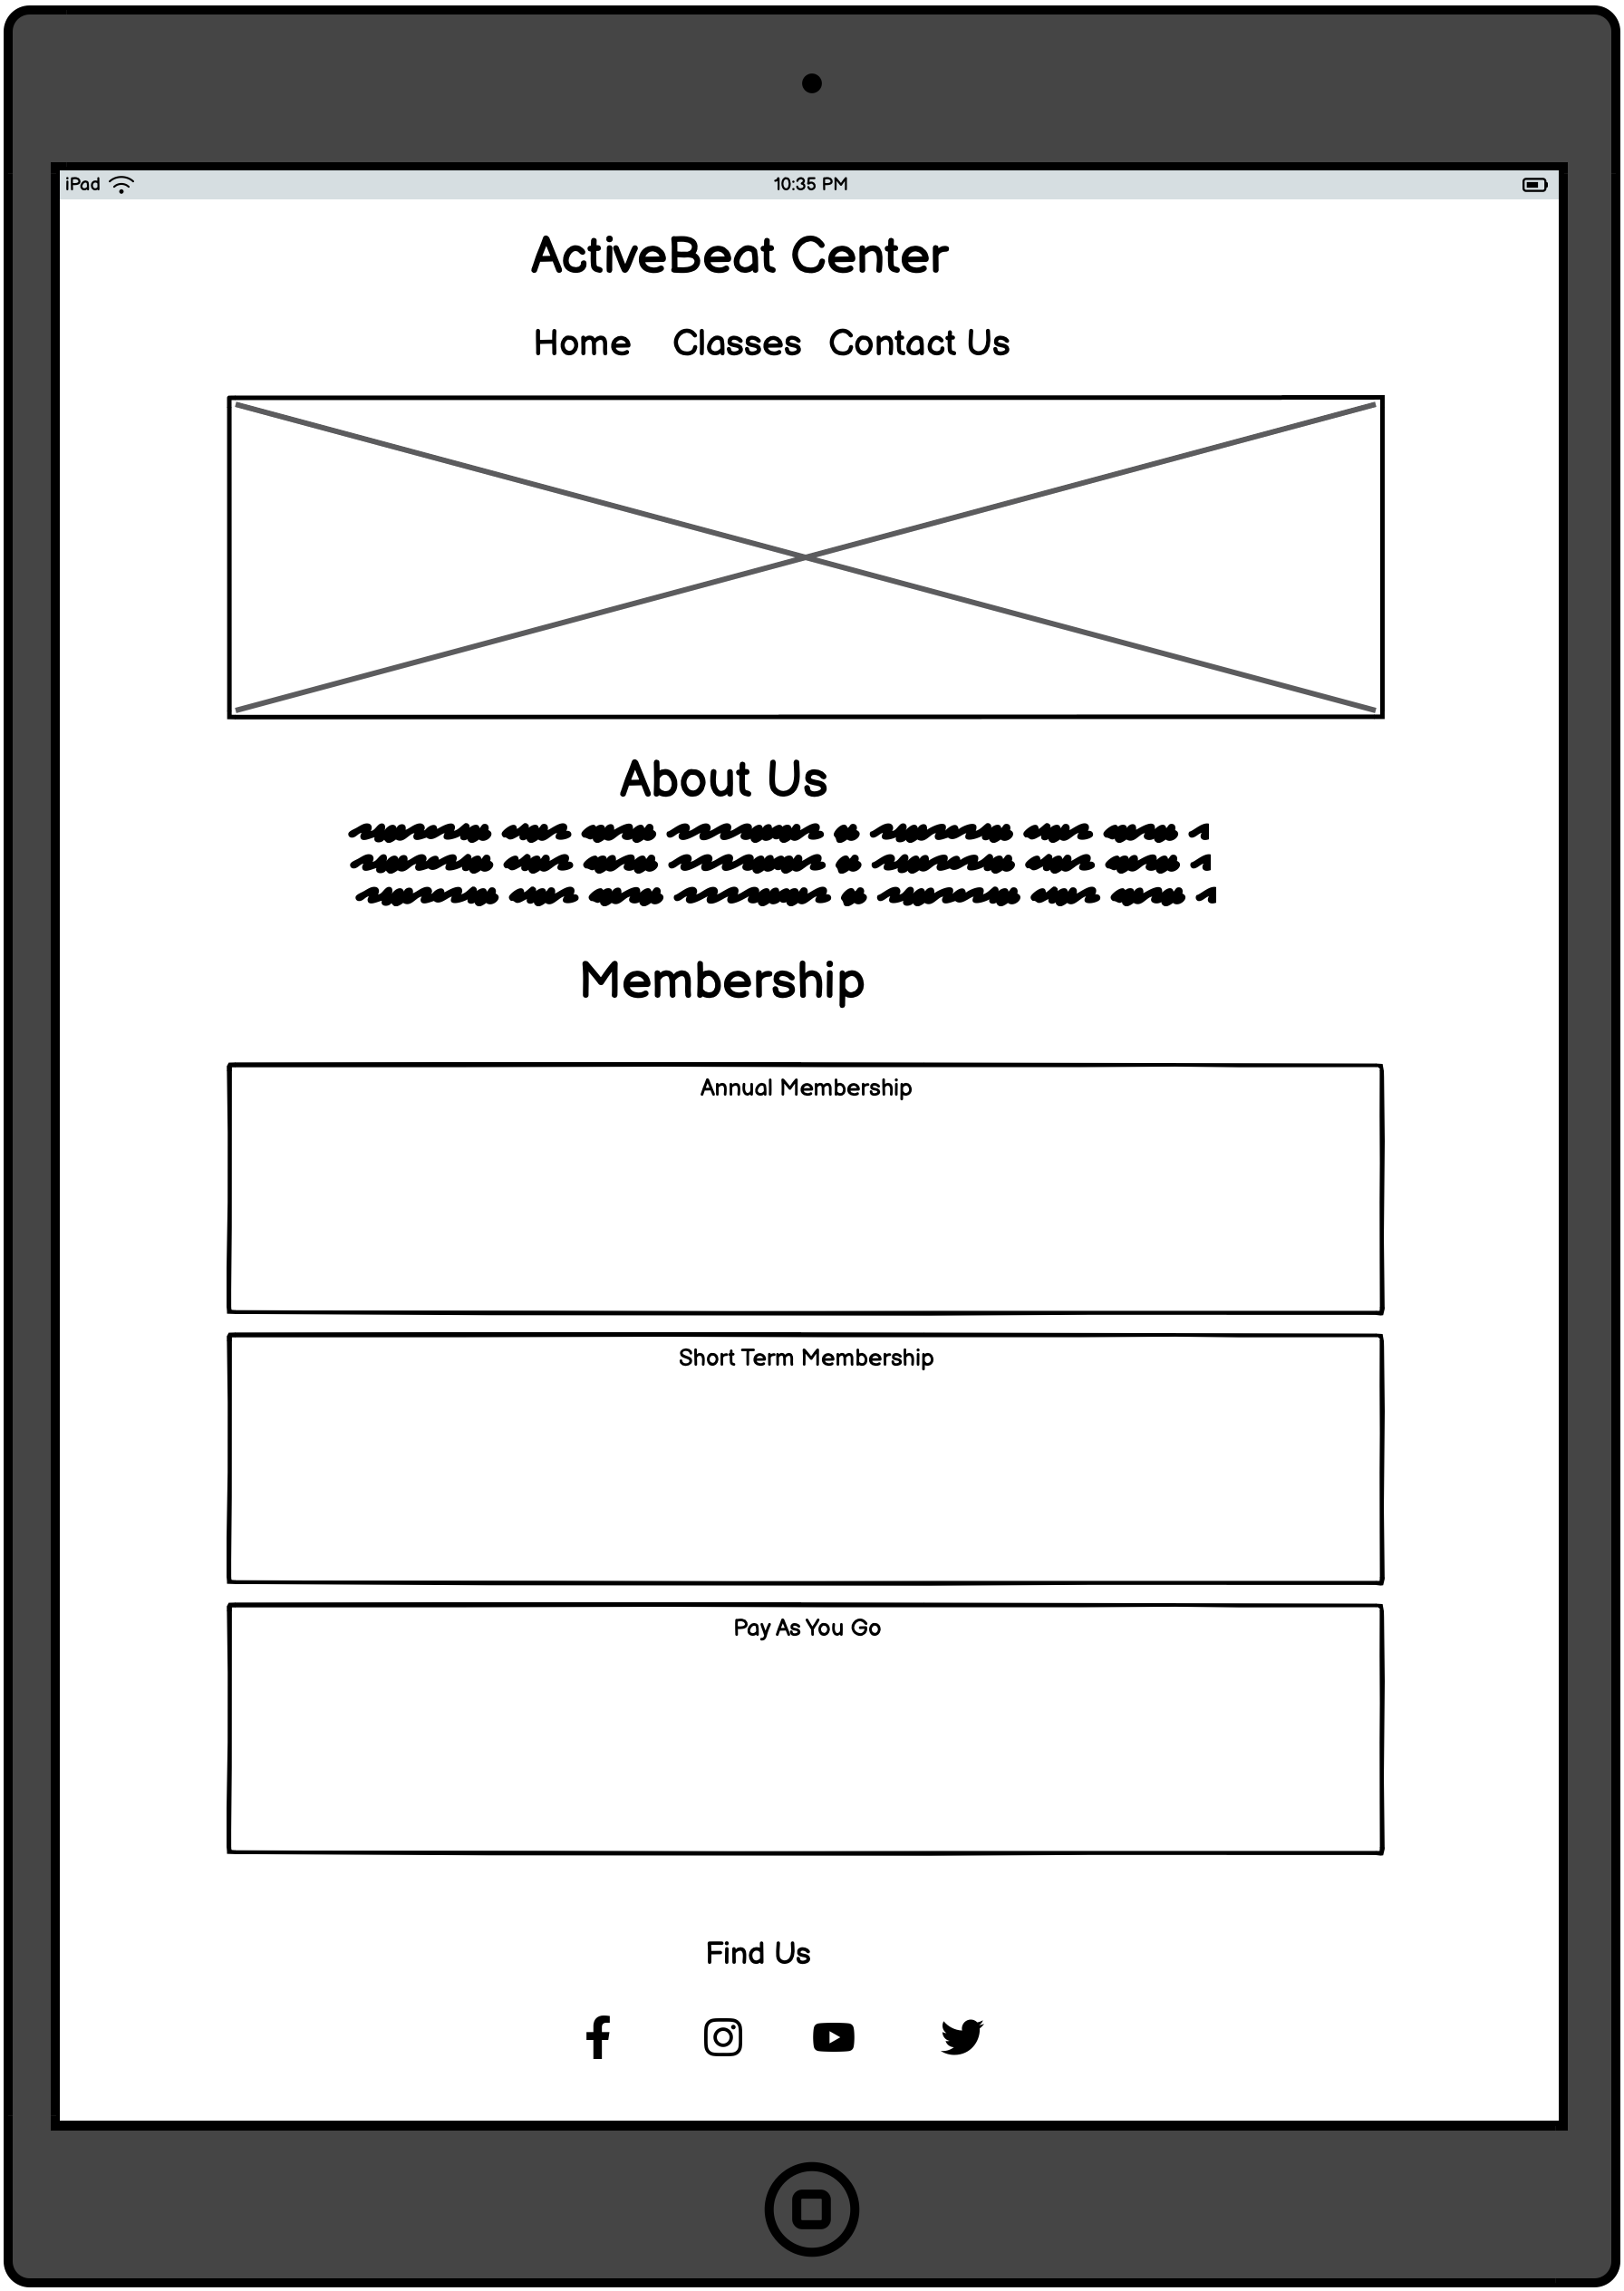 iPad 10:35 PM
ActiveBeat Center
Home Classes Contact Us
About Us
Membership
Annual Membership
Short Term Membership
Pay As You Go
Find Us